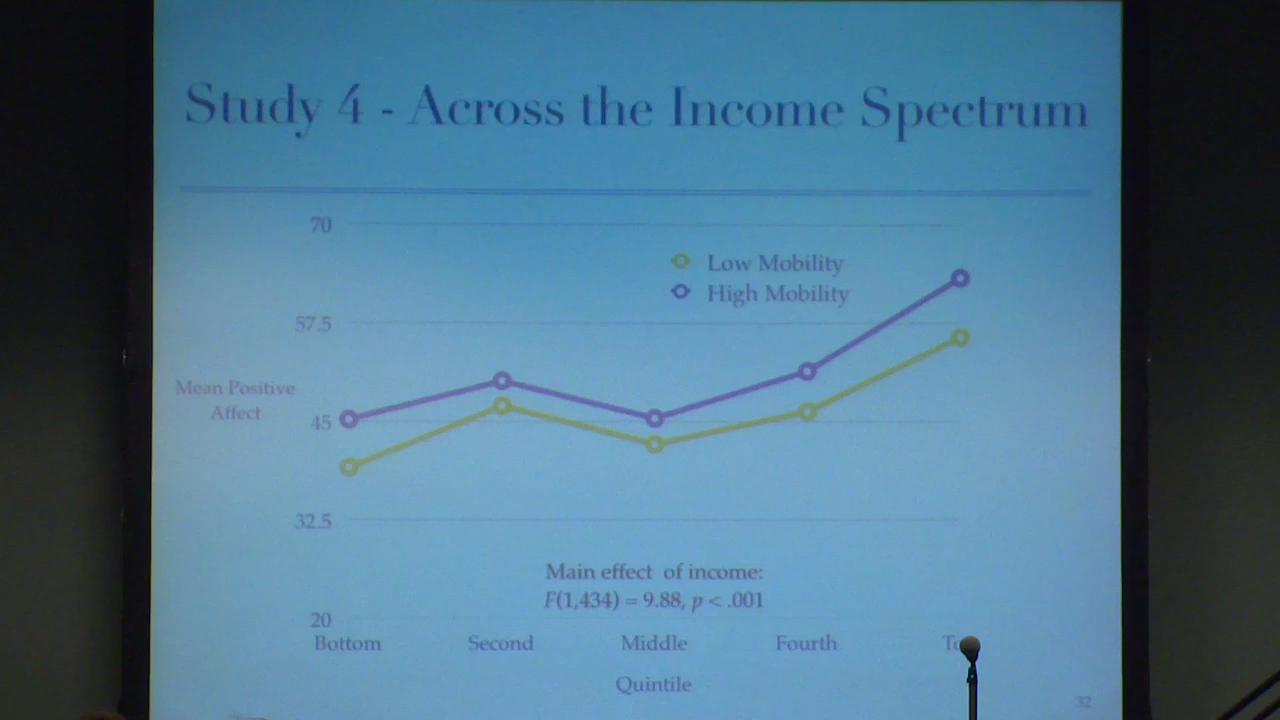 Study 4 - Across the Income Spectrum
70
Low Mobility
High Mobility
57.5
Mean Positive
Affect
45
32.5
Main effect of income:
F(1,434) = 9.88, p < .001
20
Bottom Second Middle Fourth
Quintile
32